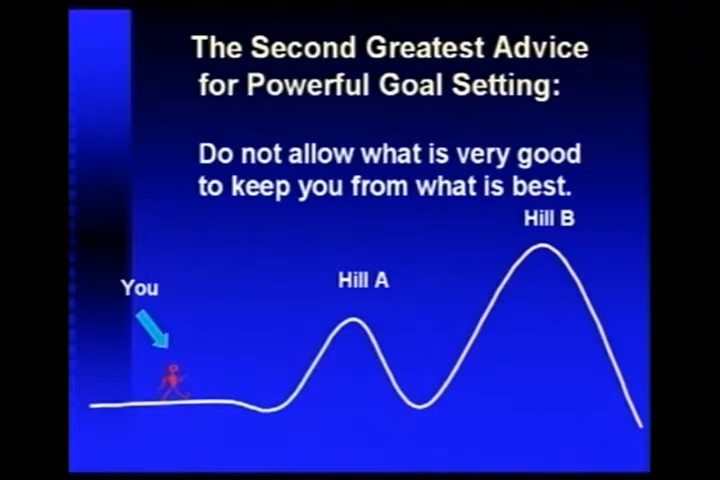 The Second Greatest Advice
for Powerful Goal Setting:
Do not allow what is very good
to keep you from what is best.
Hill B
Hill A
You